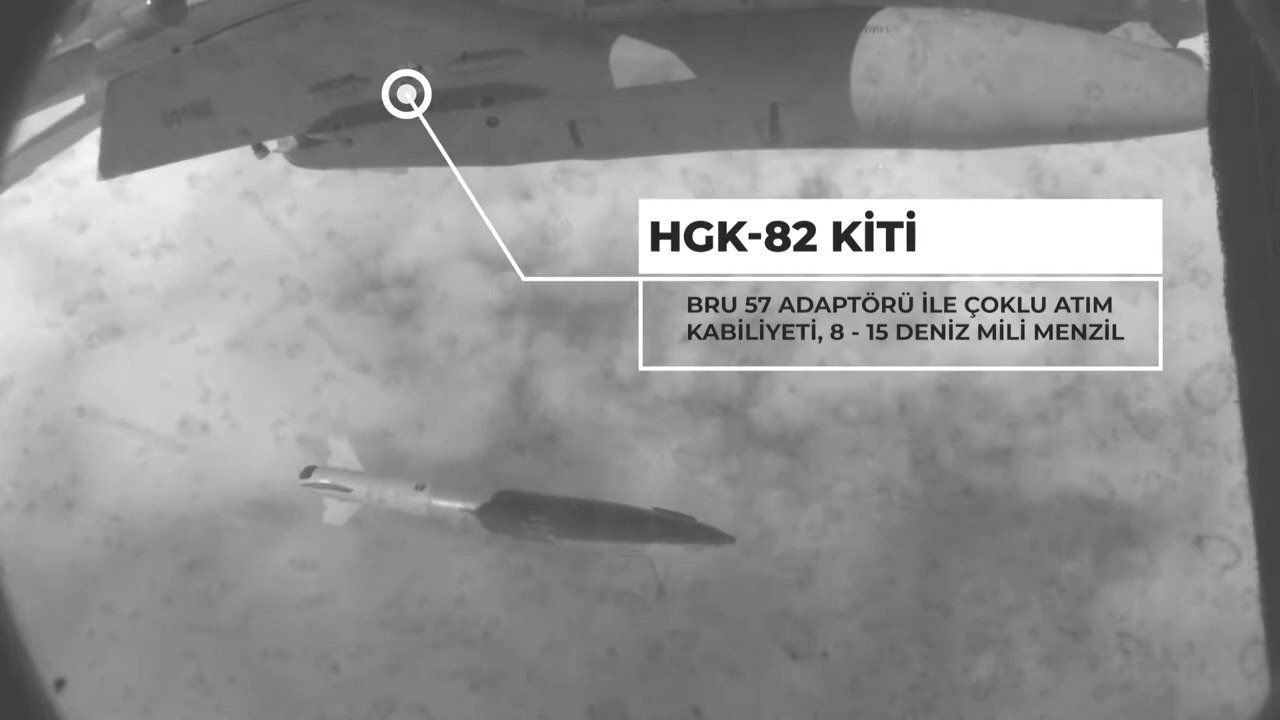 HGK-82 KİTİ
BRU 57 ADAPTÖRÜ İLE ÇOKLU ATIM
KABİLİYETİ, 8 - 15 DENİZ MİLİ MENZİL